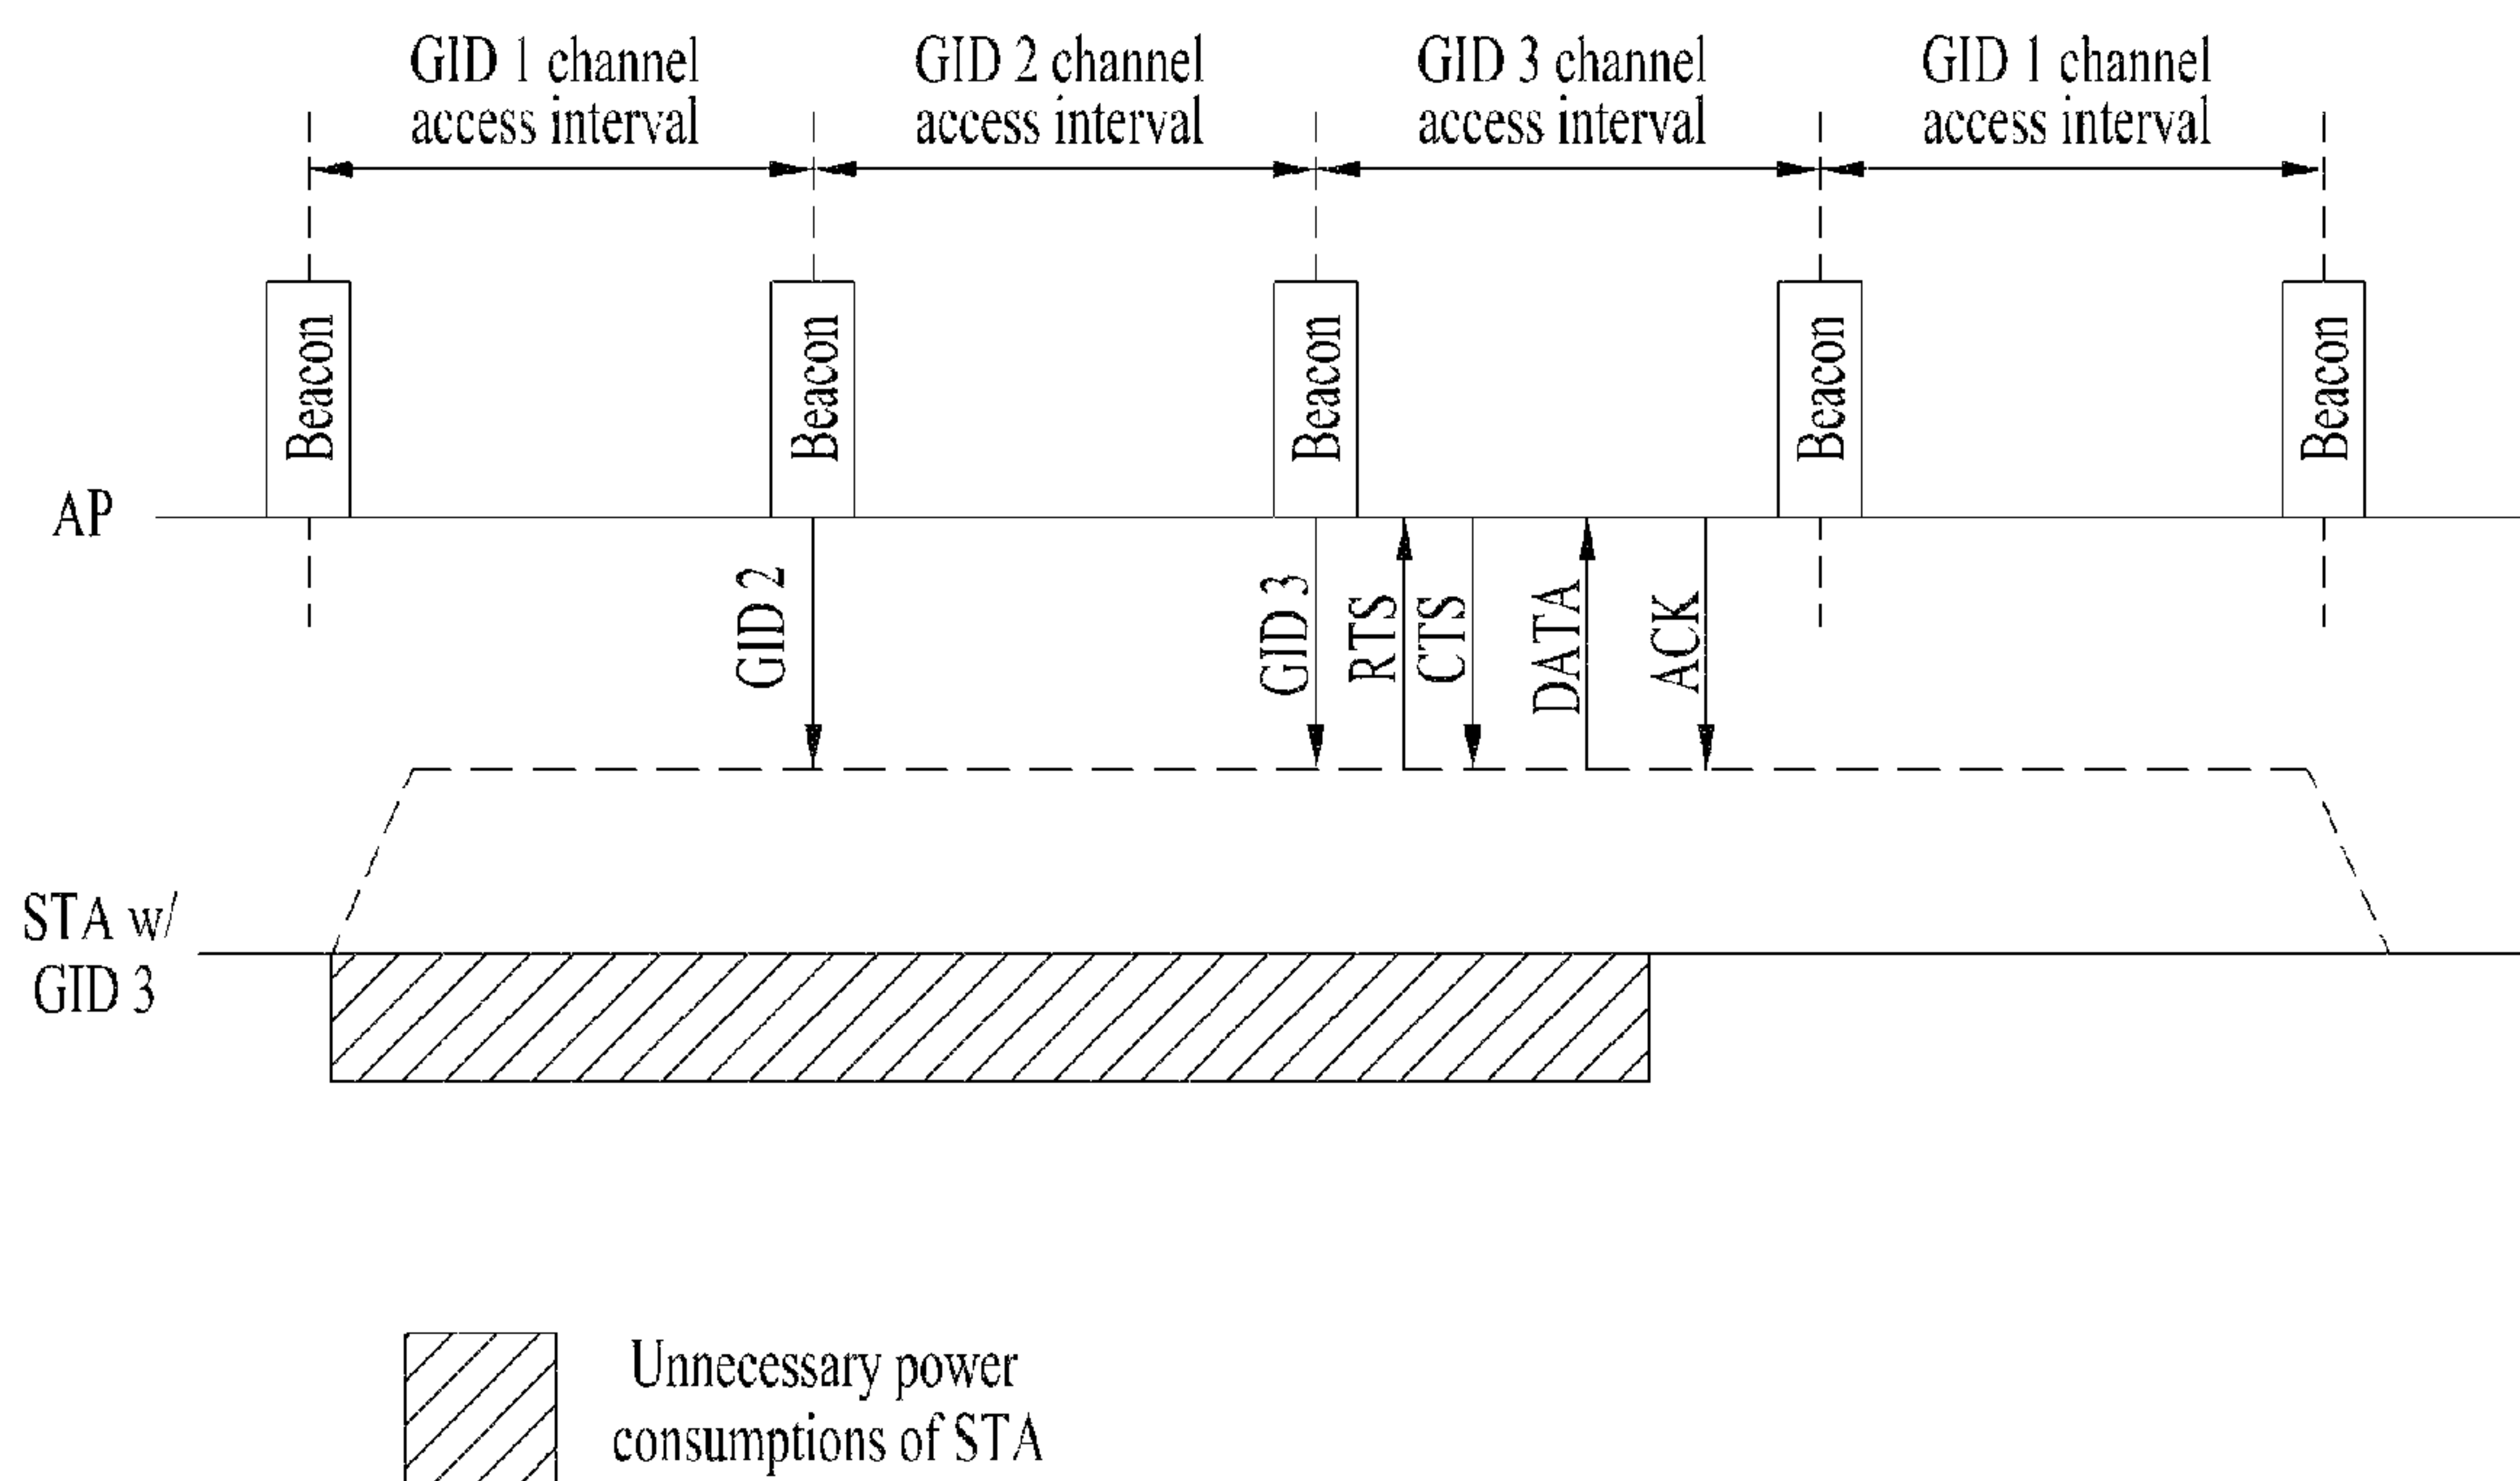 GID 1 channel
access interval
GID 2 channel
access interval
GID 3 channel
access interval
GID 1 channel
access interval
Beacon
Beacon
Beacon
Beacon
Beacon
AP
GID 2
GID 3
RTS
CTS
DATA
ACK
STA w/
GID 3
Unnecessary power
consumptions of STA